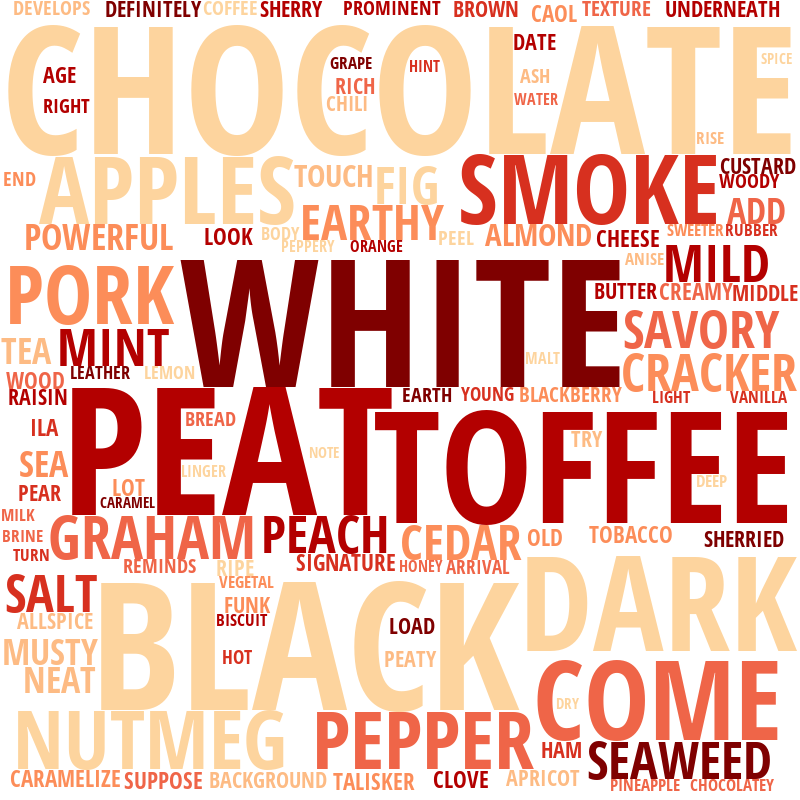 DEVELOPS DEFINITELY COFFEE SHERRY PROMINENT BROWN CAOL TEXTURE UNDERNEATH
CHOCOLATE
AGE GRAPE HINT DATE SPICE
RIGHT RICH ASH
CHILI WATER
RISE
END APPLES TOUCH FIG SMOKE CUSTARD
WOODY
ADD
POWERFUL LOOK BODY EARTHY PEEL ALMOND CHEESE SWEETER RUBBER
PEPPERY ORANGE
PORK WHITE ANISE MILD
BUTTER CREAMY MIDDLE
SAVORY
TEA MINT MALT
WOOD LEATHER LEMON CRACKER
RAISIN EARTH YOUNG BLACKBERRY LIGHT VANILLA
ILA PEAT BREAD TOFFEE
TRY
SEA LINGER NOTE
PEAR LOT DEEP
CARAMEL
MILK
BRINE GRAHAM PEACH CEDAR OLD TOBACCO SHERRIED
TURN
REMINDS RIPE SIGNATURE HONEY ARRIVAL
SALT VEGETAL DARK
ALLSPICE FUNK
BISCUIT LOAD
MUSTY BLACK HOT PEATY
NEAT COME
DRY
NUTMEG PEPPER HAM SEAWEED
CARAMELIZE SUPPOSE BACKGROUND TALISKER CLOVE APRICOT PINEAPPLE CHOCOLATEY